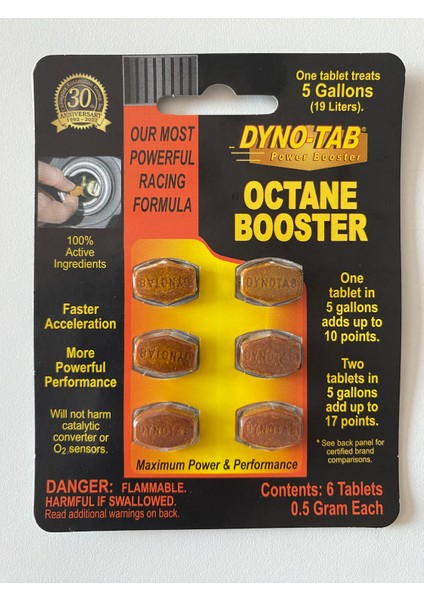 30
ANNIVERSARY
1992 - 2022
One tablet treats
5 Gallons
(19 Liters).
OUR MOST
POWERFUL
RACING
FORMULA
DYNO-TAB®
Power Booster
OCTANE
BOOSTER
100%
Active
Ingredients
Faster
Acceleration
More
Powerful
Performance
Will not harm
catalytic
converter or
O2 sensors.
DYNOTAB
DYNOTAB
DYNOTAB
DYNOTAB
DYNOTAB
DYNOTAB
One
tablet in
5 gallons
adds up to
10 points.
Two
tablets in
5 gallons
add up to
17 points.
* See back panel for
certified brand
comparisons.
Maximum Power & Performance
DANGER: FLAMMABLE.
HARMFUL IF SWALLOWED.
Read additional warnings on back.
Contents: 6 Tablets
0.5 Gram Each